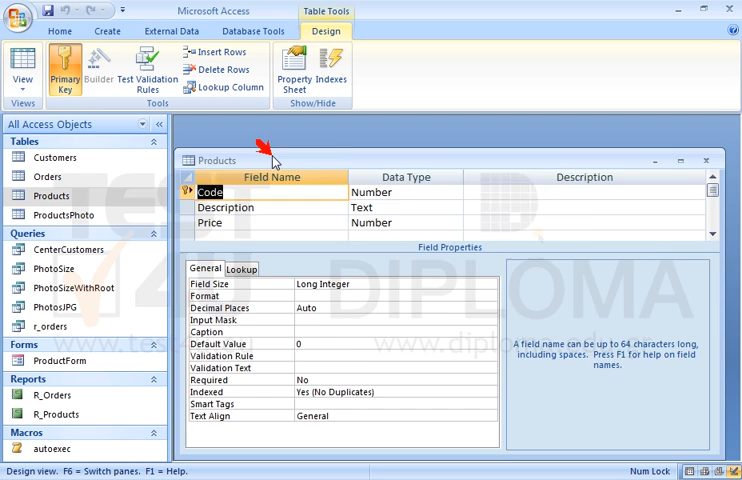 Microsoft Access
Table Tools
Home
Create
External Data
Database Tools
Design
View
Primary Key
Builder
Test Validation Rules
Insert Rows
Delete Rows
Lookup Column
Property Sheet
Indexes
Views
Tools
Show/Hide
All Access Objects
Tables
Customers
Orders
Products
ProductsPhoto
Queries
CenterCustomers
PhotoSize
PhotoSizeWithRoot
PhotosJPG
r_orders
Forms
ProductForm
Reports
R_Orders
R_Products
Macros
autoexec
Products
Field Name Data Type Description
Code Number
Description Text
Price Number
Field Properties
General Lookup
Field Size Long Integer
Format
Decimal Places Auto
Input Mask
Caption
Default Value 0
Validation Rule
Validation Text
Required No
Indexed Yes (No Duplicates)
Smart Tags
Text Align General
A field name can be up to 64 characters long,
including spaces. Press F1 for help on field
names.
TEST
4U
DIPLOMA
Design view. F6 = Switch panes. F1 = Help.
Num Lock